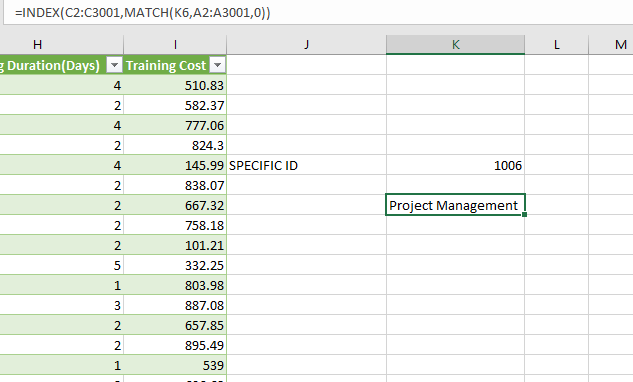 =INDEX(C2:C3001,MATCH(K6,A2:A3001,0))
H I J K L M
g Duration(Days) Training Cost
4 510.83
2 582.37
4 777.06
2 824.3
4 145.99 SPECIFIC ID 1006
2 838.07
2 667.32 Project Management
2 758.18
2 101.21
5 332.25
1 803.98
3 887.08
2 657.85
2 895.49
1 539